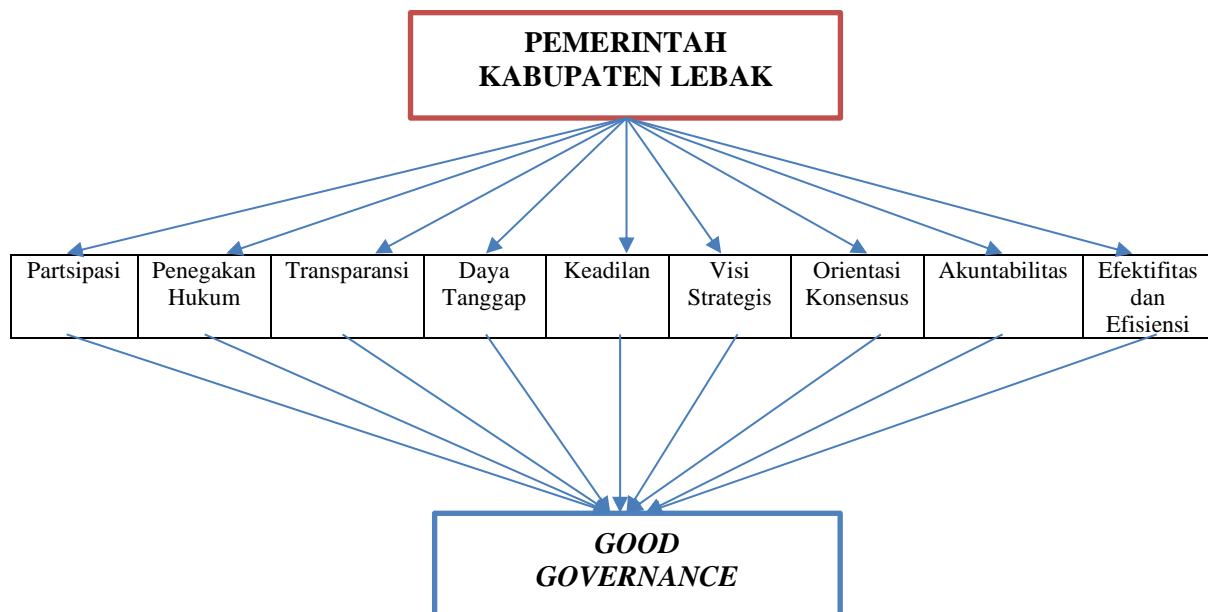 PEMERINTAH
KABUPATEN LEBAK
Partsipasi
Penegakan
Hukum
Transparansi
Daya
Tanggap
Keadilan
Visi
Strategis
Orientasi
Konsensus
Akuntabilitas
Efektifitas
dan
Efisiensi
GOOD
GOVERNANCE